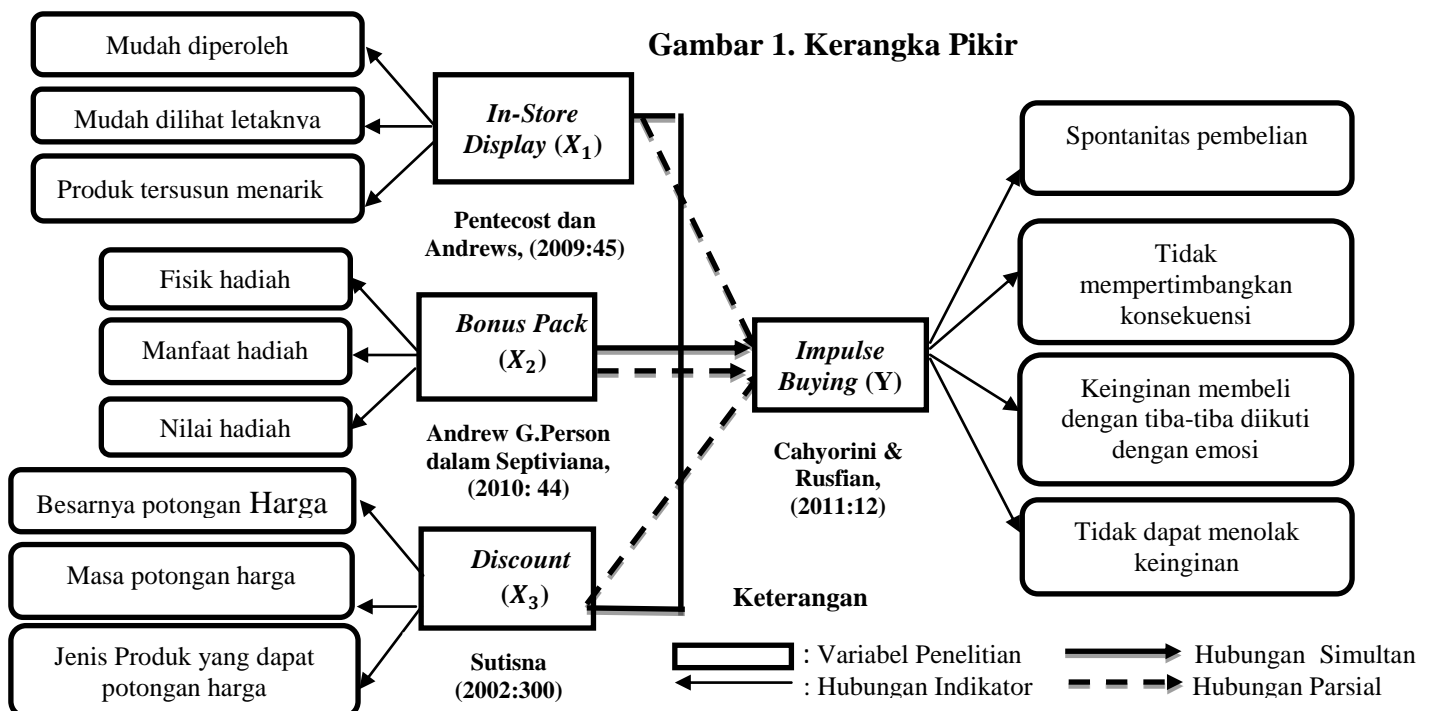 Gambar 1. Kerangka Pikir
Mudah diperoleh
Mudah dilihat letaknya
Produk tersusun menarik
In-Store
Display (X₁)
Pentecost dan
Andrews, (2009:45)
Fisik hadiah
Manfaat hadiah
Nilai hadiah
Bonus Pack
(X₂)
Andrew G.Person
dalam Septiviana,
(2010: 44)
Besarnya potongan Harga
Masa potongan harga
Jenis Produk yang dapat
potongan harga
Discount
(X₃)
Sutisna
(2002:300)
Impulse
Buying (Y)
Cahyorini &
Rusfian,
(2011:12)
Spontanitas pembelian
Tidak
mempertimbangkan
konsekuensi
Keinginan membeli
dengan tiba-tiba diikuti
dengan emosi
Tidak dapat menolak
keinginan
Keterangan
: Variabel Penelitian
: Hubungan Indikator
Hubungan Simultan
Hubungan Parsial